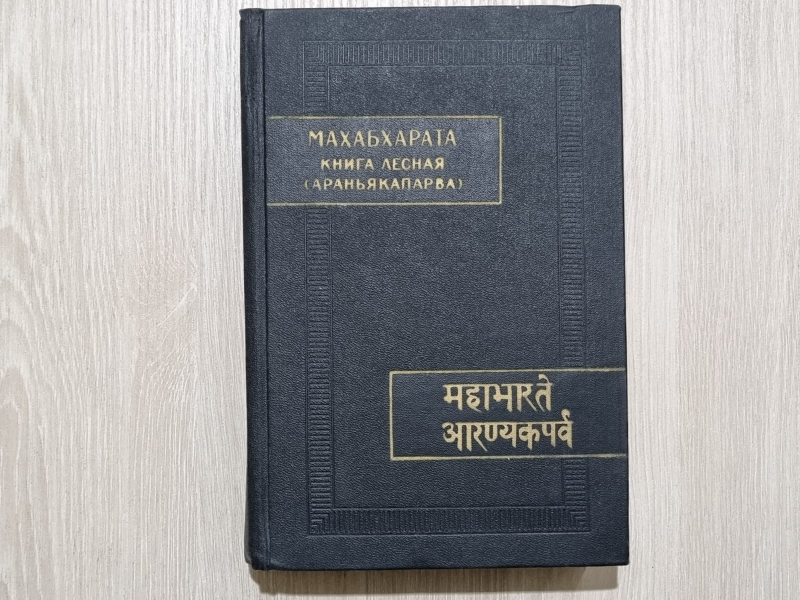 МАХАБХАРАТА
КНИГА ЛЕСНАЯ
(АРАНЬЯКАПАРВА)
महाभारते
आरण्यकपर्व